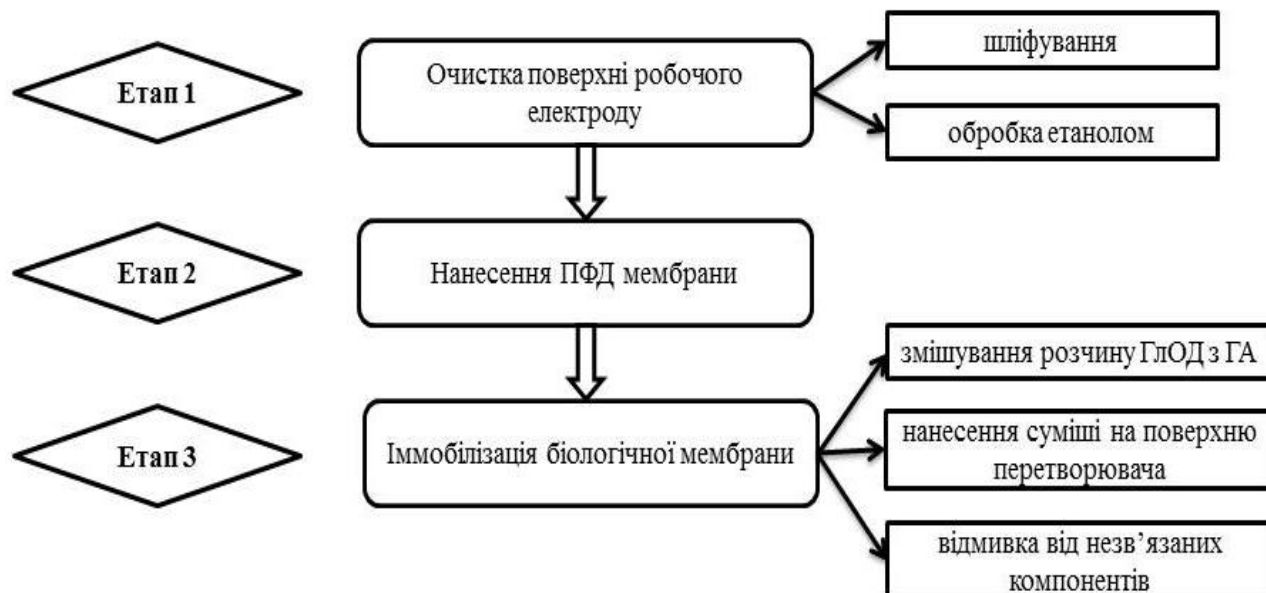 Етап 1
Очистка поверхні робочого
електроду
шліфування
обробка етанолом
Етап 2
Нанесення ПФД мембрани
Етап 3
Іммобілізація біологічної мембрани
змішування розчину ГлОД з ГА
нанесення суміші на поверхню
перетворювача
відмивка від незв’язаних
компонентів